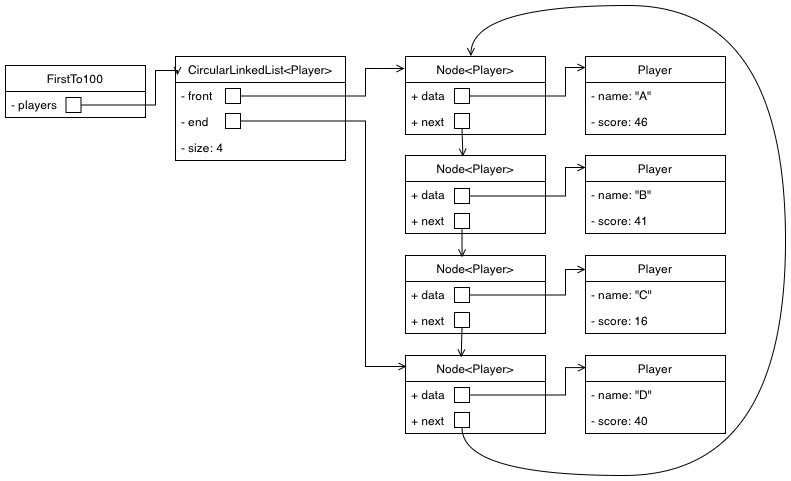 FirstTo100
- players
CircularLinkedList<Player>
- front
- end
- size: 4
Node<Player>
+ data
+ next
Player
- name: "A"
- score: 46
Node<Player>
+ data
+ next
Player
- name: "B"
- score: 41
Node<Player>
+ data
+ next
Player
- name: "C"
- score: 16
Node<Player>
+ data
+ next
Player
- name: "D"
- score: 40